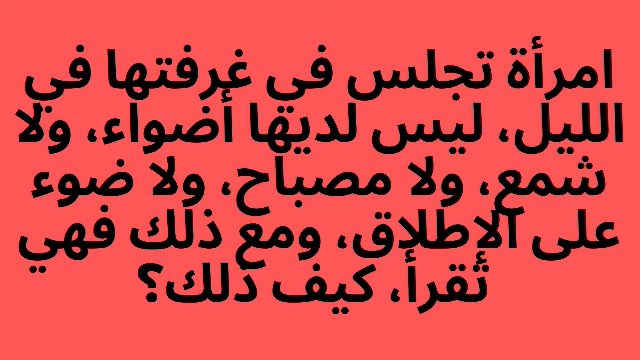 امرأة تجلس في غرفتها في
الليل، ليس لديها أضواء، ولا
شمع، ولا مصباح، ولا ضوء
على الإطلاق، ومع ذلك فهي
تقرأ، كيف ذلك؟